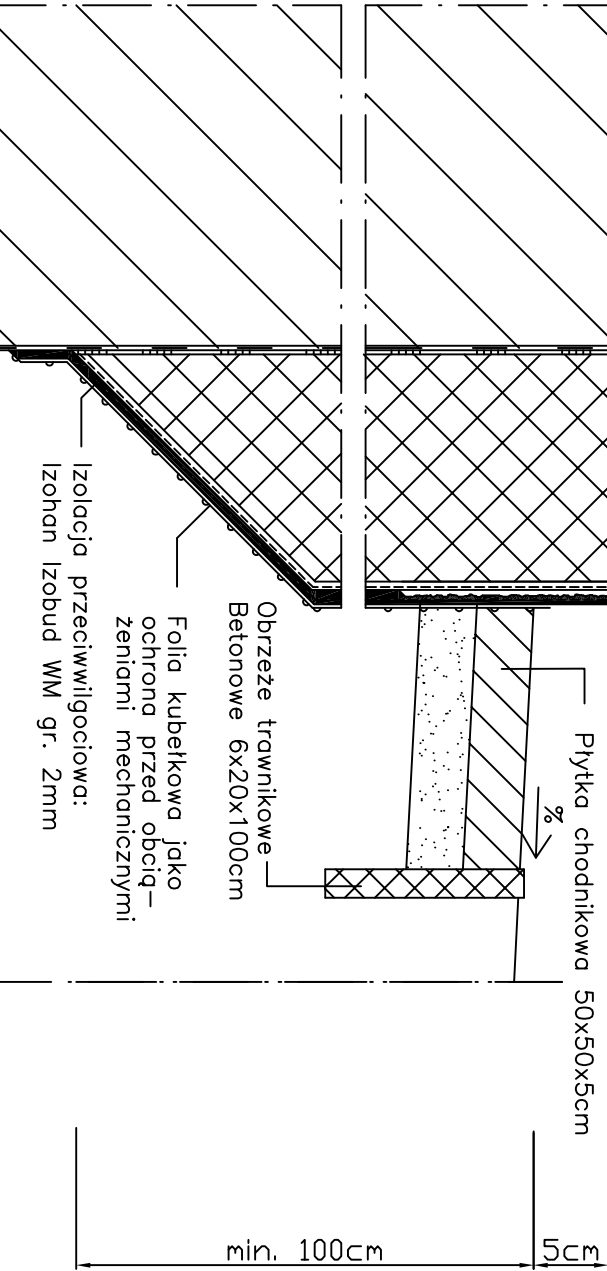 Płytka chodnikowa 50x50x5cm
%
Obrzeże trawnikowe
Betonowe 6x20x100cm
Folia kubełkowa jako
ochrona przed obcią-
żeniami mechanicznymi
Izolacja przeciwwilgociowa:
Izohan Izobud WM gr. 2mm
5cm
min. 100cm